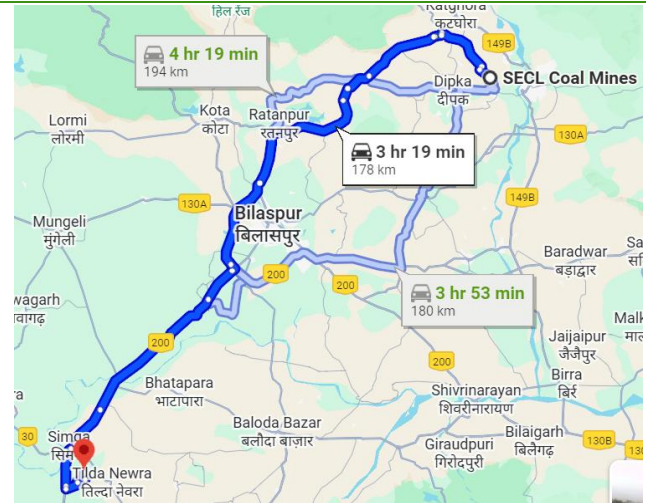 हिल रेंज
Katghora
कटघोरा
149B
4 hr 19 min
194 km
Dipka
दीपक
SECL Coal Mines
Lormi
लोरमी
Kota
कोटा
Ratanpur
रतनपुर
130A
3 hr 19 min
178 km
130A
149B
Mungeli
मुंगेली
Bilaspur
बिलासपुर
Baradwar
बड़ाद्वार
200
200
3 hr 53 min
180 km
wagarh
वागढ़
200
Jaijaipur
जैजैपुर
200
Birra
बिर्रा
Bhatapara
भाटापारा
Shivrinarayan
शिवरीनारायण
Baloda Bazar
बलौदा बाज़ार
30
Simga
Giraudpuri
गिरोदपुरी
Bilaigarh
बिलैगढ़
130B
Tilda Newra
तिल्दा नेवरा